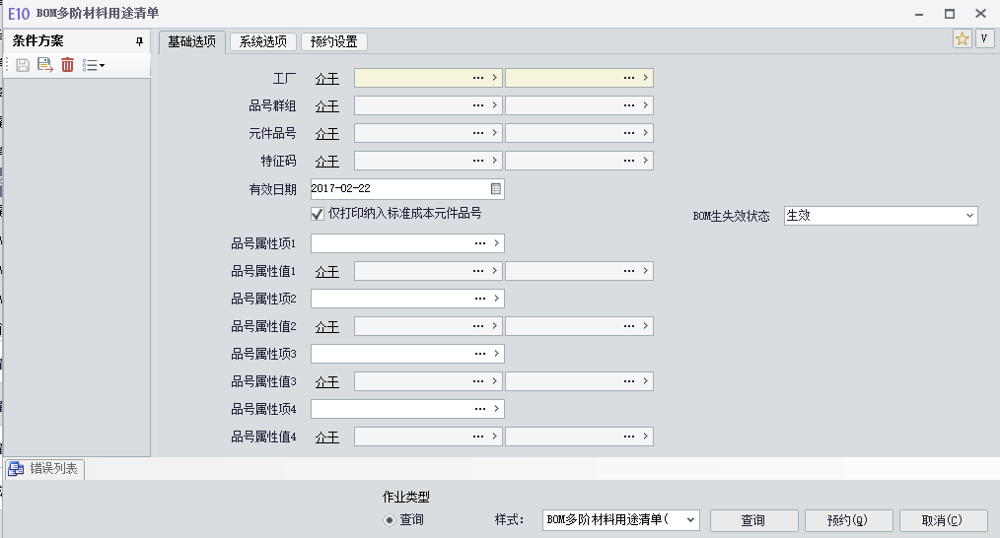 E10 BOM多阶材料用途清单
条件方案
基础选项 系统选项 预约设置
V
工厂 介于
品号群组 介于
元件品号 介于
特征码 介于
有效日期 2017-02-22
仅打印纳入标准成本元件品号
BOM生失效状态 生效
品号属性项1
品号属性值1 介于
品号属性项2
品号属性值2 介于
品号属性项3
品号属性值3 介于
品号属性项4
品号属性值4 介于
错误列表
作业类型
查询 样式: BOM多阶材料用途清单( 查询 预约(Q) 取消(C)